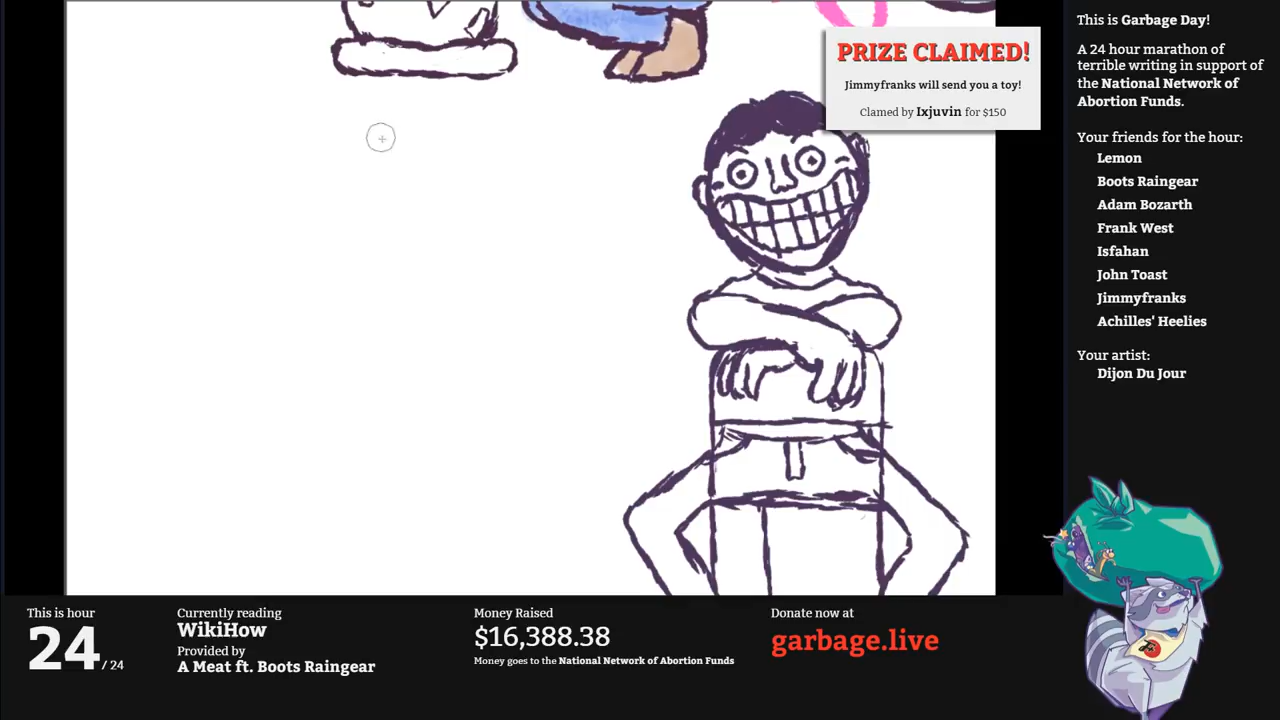 PRIZE CLAIMED!
Jimmyfranks will send you a toy!
Clamed by Ixjuvin for $150
This is Garbage Day!
A 24 hour marathon of
terrible writing in support of
the National Network of
Abortion Funds.
Your friends for the hour:
Lemon
Boots Raingear
Adam Bozarth
Frank West
Isfahan
John Toast
Jimmyfranks
Achilles' Heelies
Your artist:
Dijon Du Jour
This is hour
24 / 24
Currently reading
WikiHow
Provided by
A Meat ft. Boots Raingear
Money Raised
$16,388.38
Money goes to the National Network of Abortion Funds
Donate now at
garbage.live